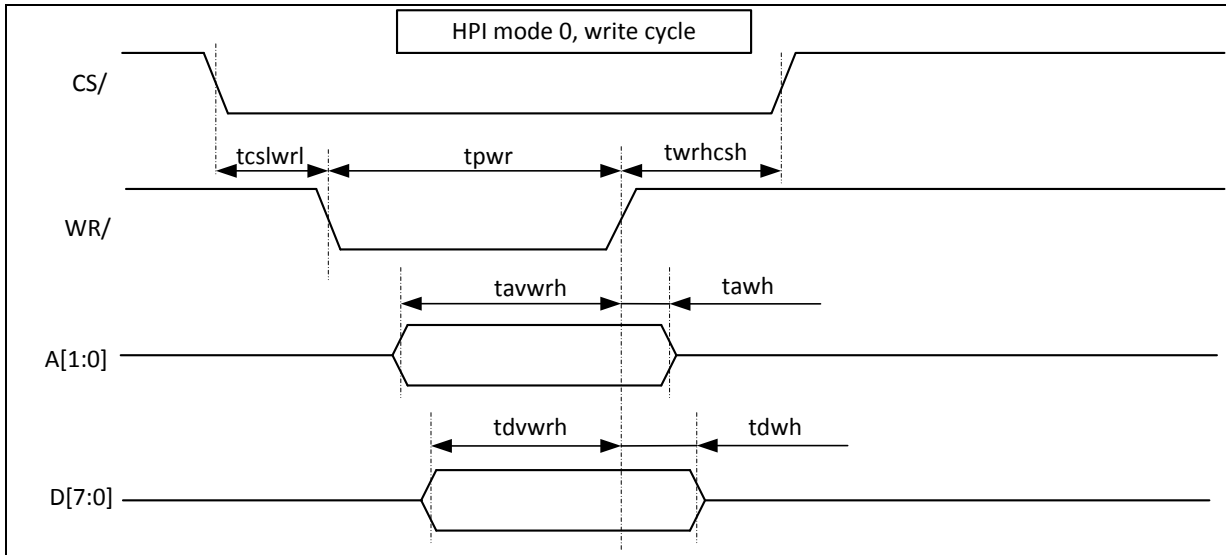 HPI mode 0, write cycle
CS/
tcslwrl tpwr twrhcsh
WR/
tavwrh tawh
A[1:0]
tdvwrh tdwh
D[7:0]